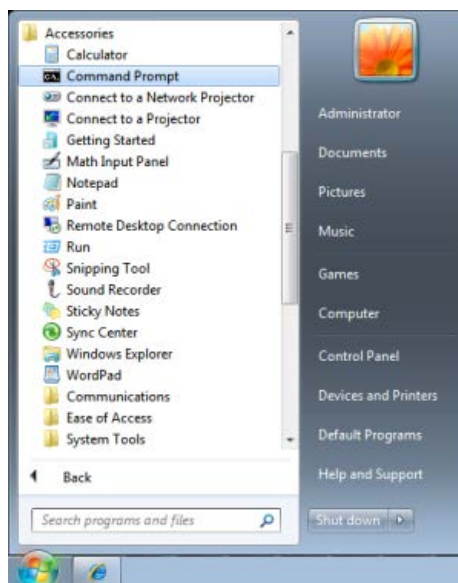 Accessories
Calculator
Command Prompt
Connect to a Network Projector
Connect to a Projector
Getting Started
Math Input Panel
Notepad
Paint
Remote Desktop Connection
Run
Snipping Tool
Sound Recorder
Sticky Notes
Sync Center
Windows Explorer
WordPad
Communications
Ease of Access
System Tools
Back
Search programs and files
Administrator
Documents
Pictures
Music
Games
Computer
Control Panel
Devices and Printers
Default Programs
Help and Support
Shut down